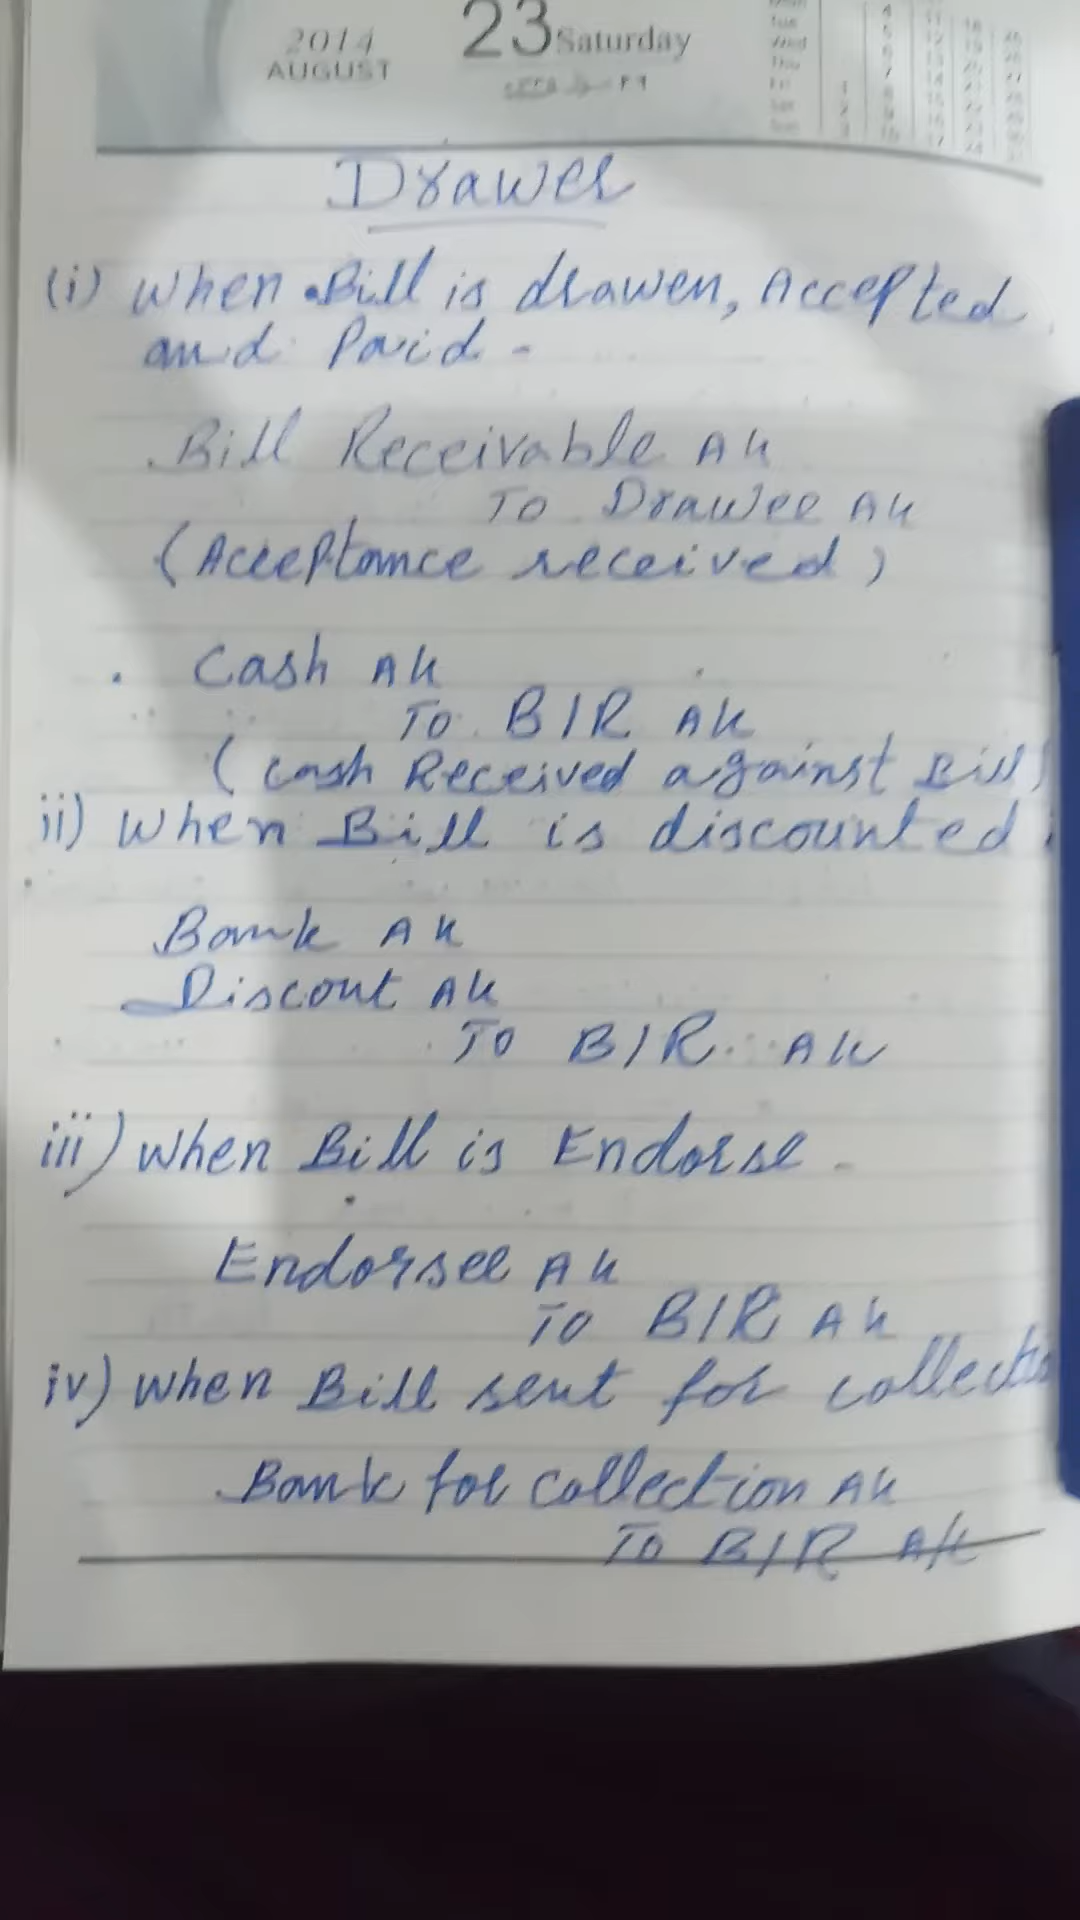 2014
AUGUST
23 Saturday
Drawer
(i) When Bill is drawen, Accepted
and Paid -
Bill Receivable A/c
To Drawee A/c
(Acceptance received)
Cash A/c
To B/R A/c
(Cash Received against Bill)
ii) When Bill is discounted
Bank A/c
Discout A/c
To B/R A/c
iii) When Bill is Endorse -
Endorsee A/c
To B/R A/c
iv) When Bill sent for collectio
Bank for collection A/c
To B/R A/c